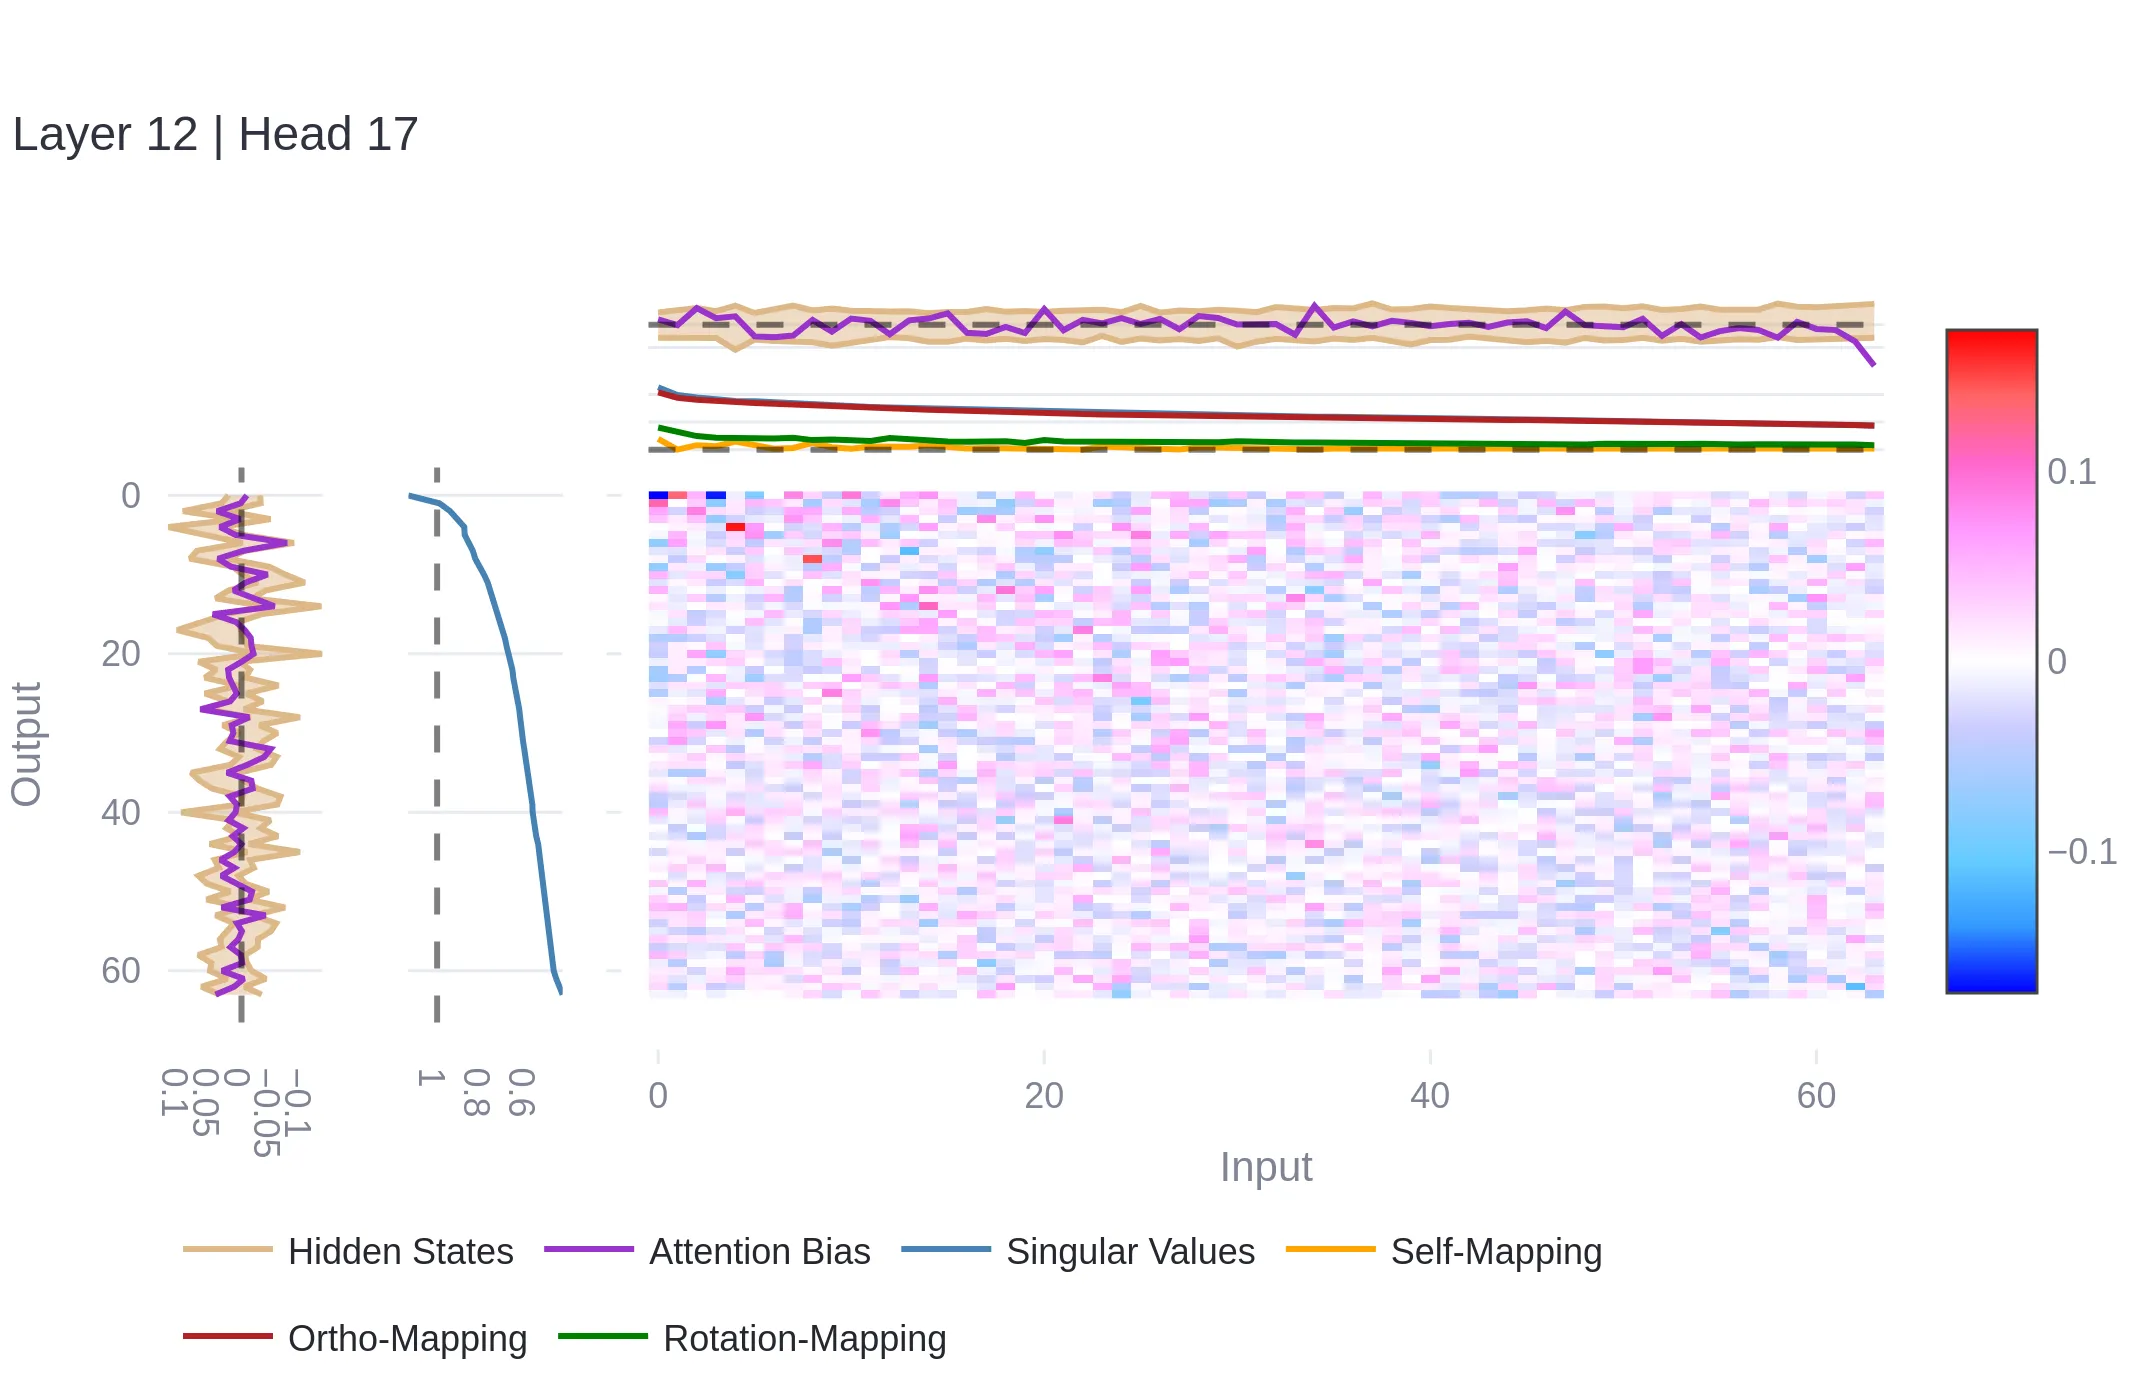 Layer 12 | Head 17
0.1
0
−0.1
0
20
40
60
Output
0.1
0.05
0
−0.05
−0.1
1
0.8
0.6
0
20
40
60
Input
Hidden States
Attention Bias
Singular Values
Self-Mapping
Ortho-Mapping
Rotation-Mapping